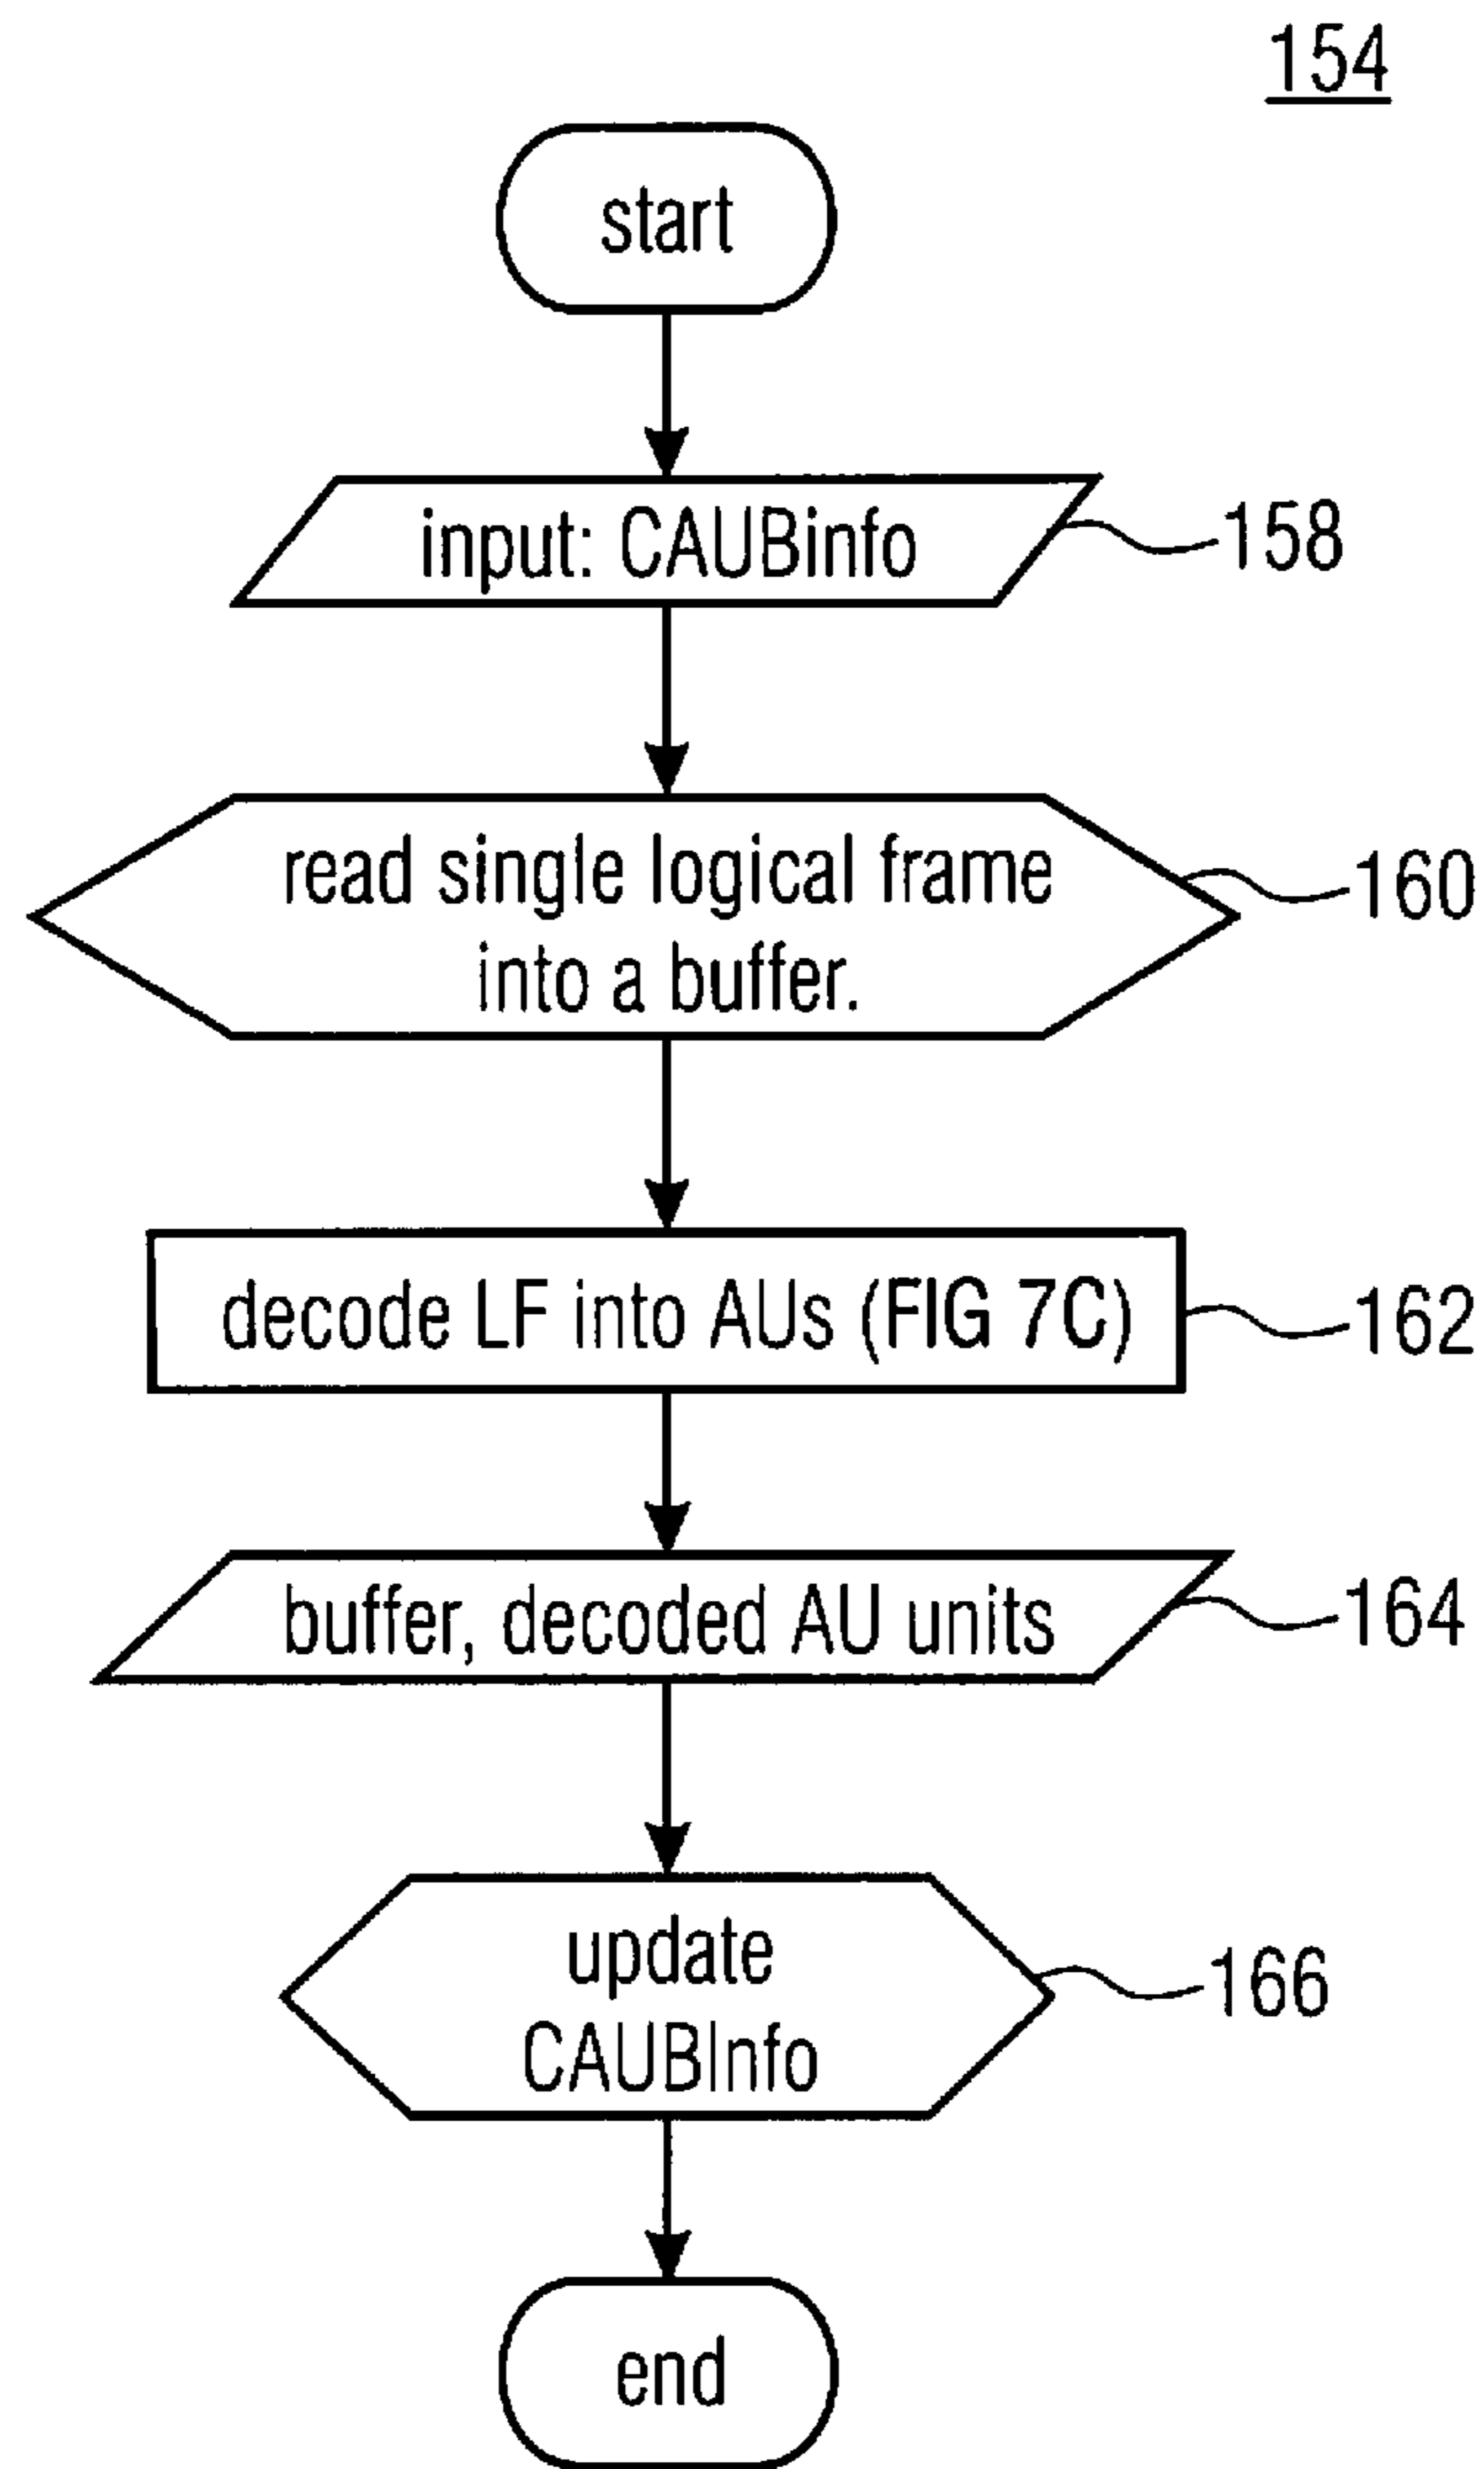 154
start
input: CAUBinfo
158
read single logical frame
into a buffer.
160
decode LF into AUs (FIG 7C)
162
buffer, decoded AU units
164
update
CAUBInfo
166
end